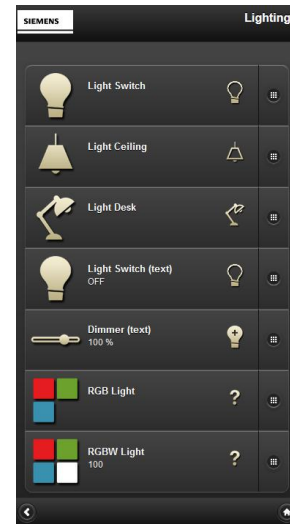 SIEMENS
Lighting
Light Switch
Light Ceiling
Light Desk
Light Switch (text)
OFF
Dimmer (text)
100 %
RGB Light
?
RGBW Light
100
?